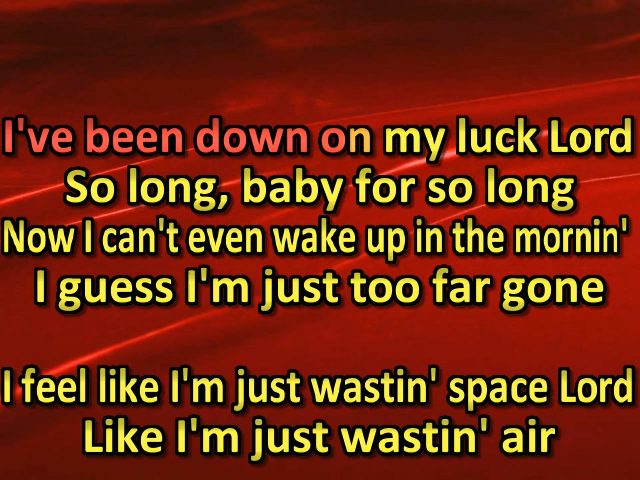 I've been down on my luck Lord
So long, baby for so long
Now I can't even wake up in the mornin'
I guess I'm just too far gone
I feel like I'm just wastin' space Lord
Like I'm just wastin' air